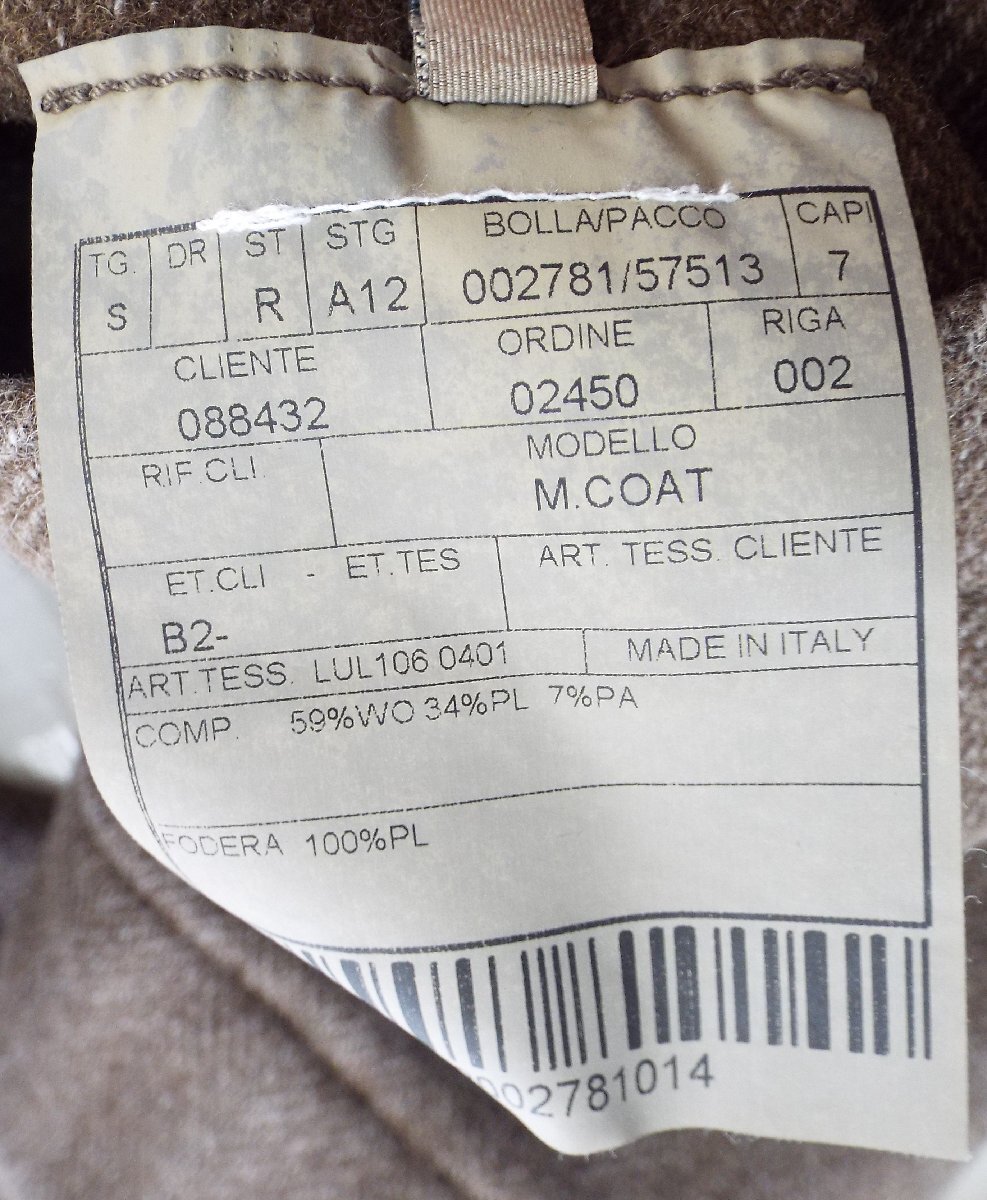 TG. DR ST STG BOLLA/PACCO CAPI
S R A12 002781/57513 7
CLIENTE ORDINE RIGA
088432 02450 002
RIF.CLI. MODELLO
M.COAT
ET.CLI - ET.TES ART. TESS. CLIENTE
B2-
ART.TESS. LUL106 0401 MADE IN ITALY
COMP. 59%WO 34%PL 7%PA
FODERA 100%PL
002781014